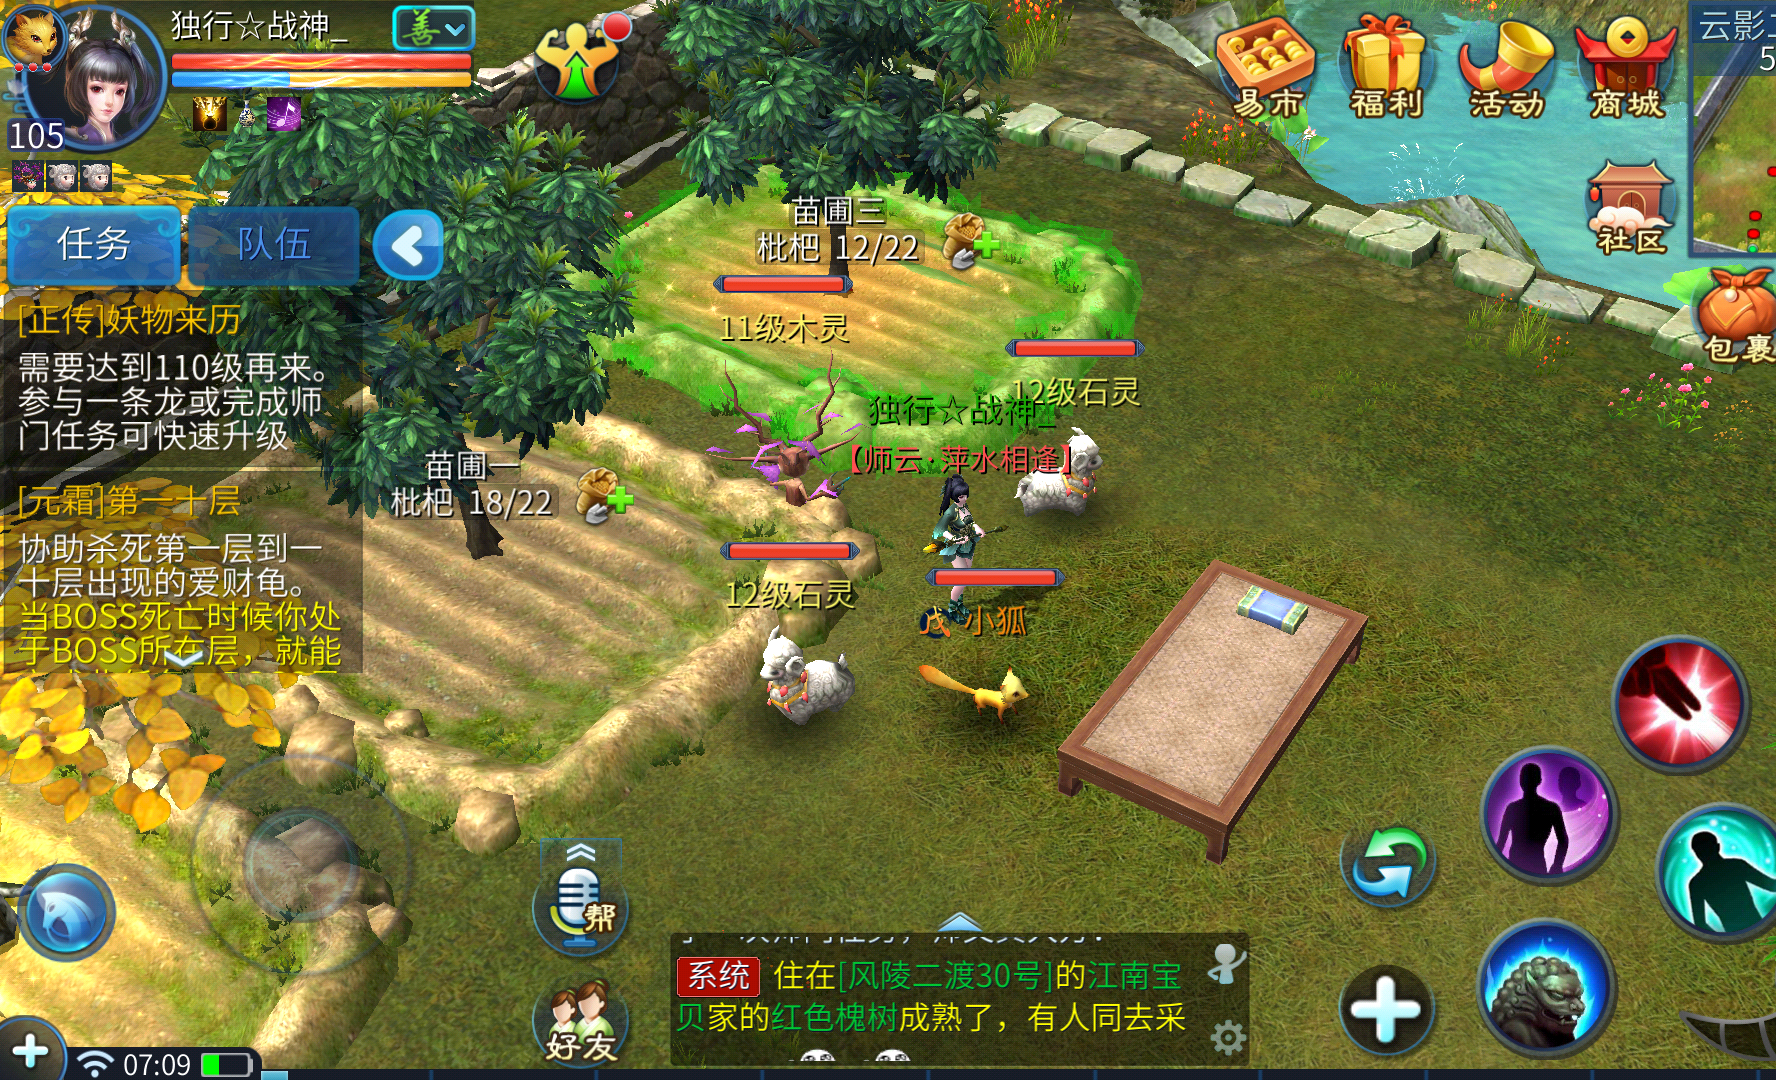 独行☆战神_
善
105
易市
福利
活动
商城
云影
5
社区
包裹
任务
队伍
[正传]妖物来历
需要达到110级再来。
参与一条龙或完成师
门任务可快速升级
[元霜]第一十层
协助杀死第一层到一
十层出现的爱财龟。
当BOSS死亡时候你处
于BOSS所在层，就能
苗圃三
枇杷 12/22
11级木灵
12级石灵
独行☆战神_
【师云·萍水相逢】
苗圃一
枇杷 18/22
12级石灵
戍 小狐
帮
好友
系统 住在[风陵二渡30号]的江南宝
贝家的红色槐树成熟了，有人同去采
07:09